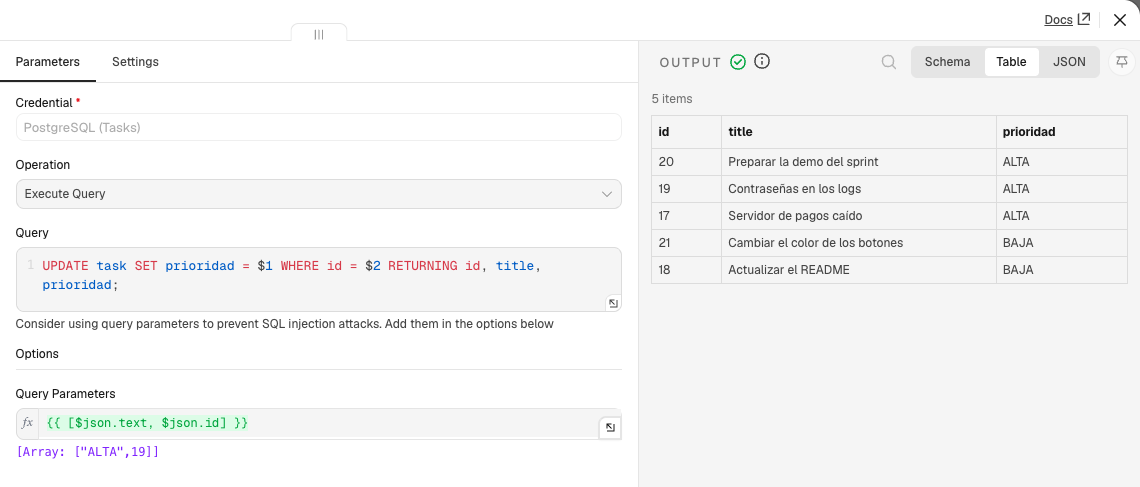 Docs
Parameters
Settings
Credential *
PostgreSQL (Tasks)
Operation
Execute Query
Query
1 UPDATE task SET prioridad = $1 WHERE id = $2 RETURNING id, title,
prioridad;
Consider using query parameters to prevent SQL injection attacks. Add them in the options below
Options
Query Parameters
fx {{ [$json.text, $json.id] }}
[Array: ["ALTA",19]]
OUTPUT
Schema Table JSON
5 items
id title prioridad
20 Preparar la demo del sprint ALTA
19 Contraseñas en los logs ALTA
17 Servidor de pagos caído ALTA
21 Cambiar el color de los botones BAJA
18 Actualizar el README BAJA